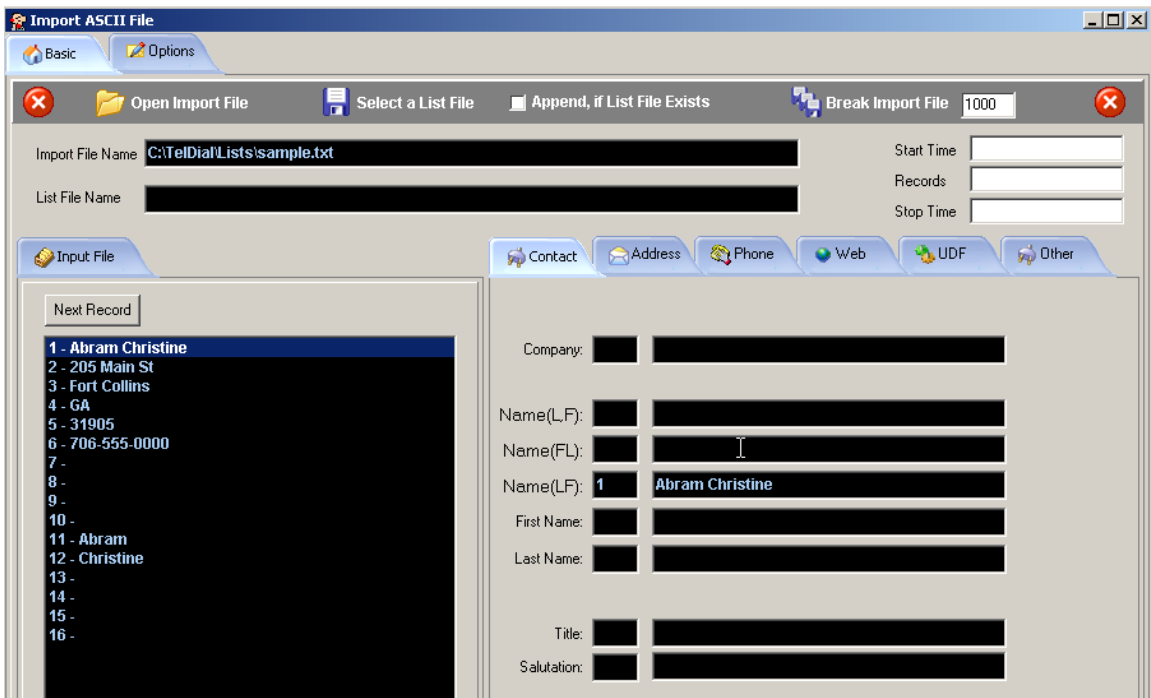 Import ASCII File
Basic Options
Open Import File Select a List File Append, if List File Exists Break Import File 1000
Import File Name C:\TelDial\Lists\sample.txt Start Time
Records
List File Name
Stop Time
Input File Contact Address Phone Web UDF Other
Next Record
1 - Abram Christine
2 - 205 Main St
3 - Fort Collins
4 - GA
5 - 31905
6 - 706-555-0000
7 -
8 -
9 -
10 -
11 - Abram
12 - Christine
13 -
14 -
15 -
16 -
Company:
Name(L,F):
Name(FL):
Name(LF): 1 Abram Christine
First Name:
Last Name:
Title:
Salutation: